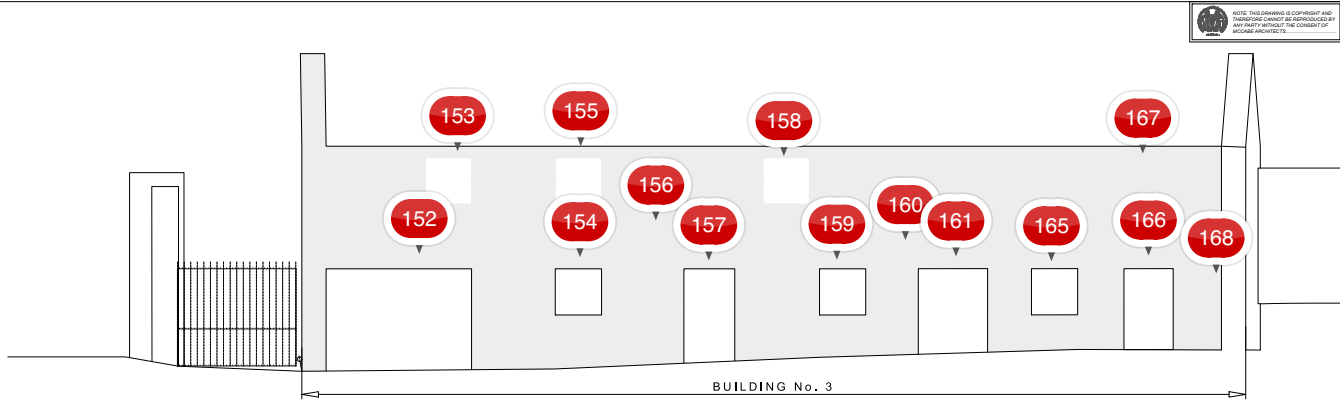 NOTE: THIS DRAWING IS COPYRIGHT AND
THEREFORE CANNOT BE REPRODUCED BY
ANY PARTY WITHOUT THE CONSENT OF
MCCABE ARCHITECTS
153
155
158
167
156
152
154
157
159
160
161
165
166
168
BUILDING No. 3